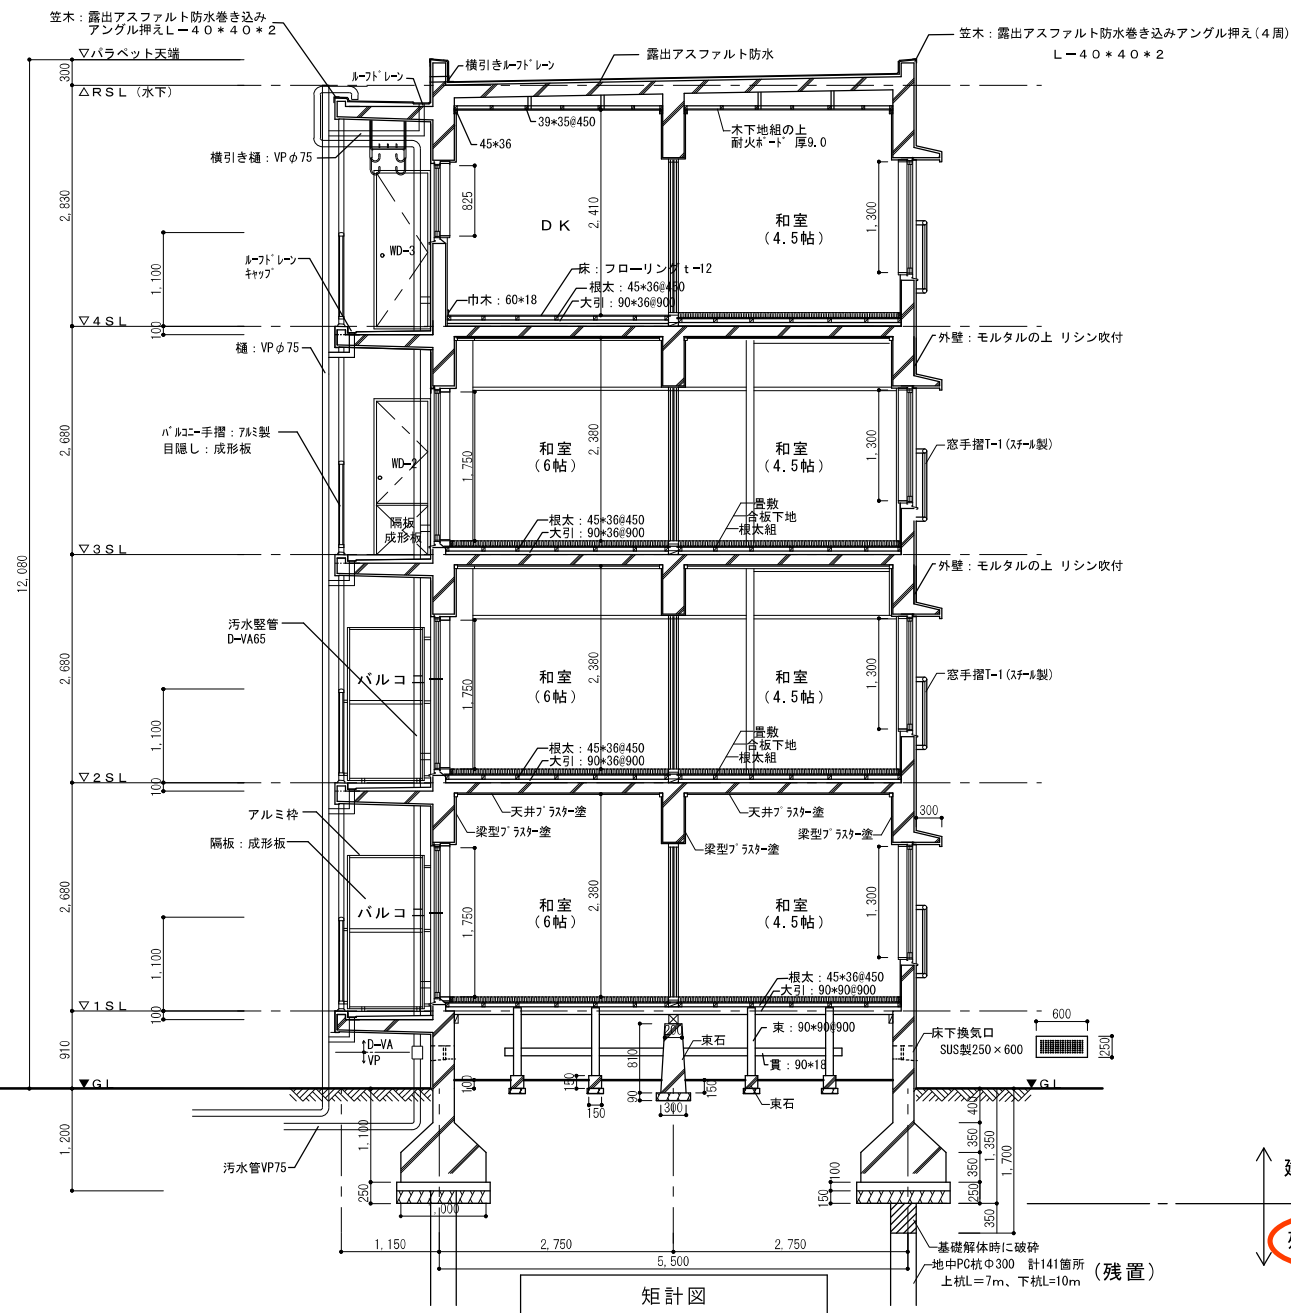 笠木：露出アスファルト防水巻き込み
アングル押えL－40＊40＊2
▽パラペット天端
△RSL（水下）
ルーフドレーン
横引きルーフドレーン
露出アスファルト防水
笠木：露出アスファルト防水巻き込みアングル押え(4周)
L－40＊40＊2
300
39*35@450
45*36
木下地組の上
耐火ボード 厚9.0
横引き樋：VPφ75
2,830
825
DK
2,410
和室
(4.5帖)
1,300
WD-3
1,100
ルーフドレーン
キャップ
床：フローリング t-12
根太：45*36@450
大引：90*36@900
巾木：60*18
▽4SL
100
樋：VPφ75
外壁：モルタルの上 リシン吹付
2,680
バルコニー手摺：アルミ製
目隠し：成形板
WD-2
1,750
和室
(6帖)
2,380
和室
(4.5帖)
1,300
窓手摺T-1(スチール製)
隔板
成形板
根太：45*36@450
大引：90*36@900
畳敷
合板下地
根太組
▽3SL
12,080
外壁：モルタルの上 リシン吹付
汚水竪管
D-VA65
2,680
バルコ
1,750
和室
(6帖)
2,380
和室
(4.5帖)
1,300
窓手摺T-1(スチール製)
1,100
根太：45*36@450
大引：90*36@900
畳敷
合板下地
根太組
▽2SL
100
アルミ枠
隔板：成形板
天井プラスター塗
梁型プラスター塗
天井プラスター塗
梁型プラスター塗
梁型プラスター塗
300
2,680
バルコ
1,750
和室
(6帖)
2,380
和室
(4.5帖)
1,300
1,100
根太：45*36@450
大引：90*90@900
▽1SL
100
910
D-VA
VP
810
束石
束：90*90@900
貫：90*18
床下換気口
SUS製250×600
600
250
▼GL
▼GL
100
150
150
90
300
150
束石
1,200
1,100
250
汚水管VP75
1,000
100
150
400
350
350
250
1,350
1,700
350
1,150
2,750
2,750
5,500
基礎解体時に破砕
地中PC杭Φ300 計141箇所
上杭L＝7m、下杭L=10m
(残置)
矩計図